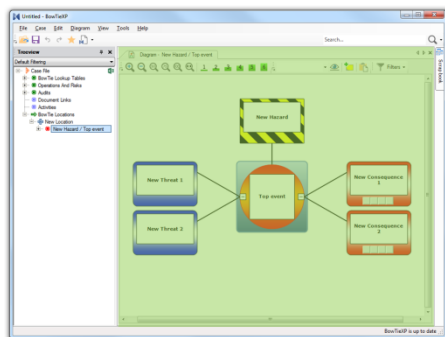 Untitled - BowTieXP
File Case Edit Diagram View Tools Help
Search...
Treeview
Diagram - New Hazard / Top event
Default Filtering
Filters
Case File
BowTie Lookup Tables
Operations And Risks
Audits
Document Links
Activities
BowTie Locations
New Location
New Hazard / Top event
New Hazard
New Threat 1
New Threat 2
Top event
New Consequence
1
New Consequence
2
BowTieXP is up to date